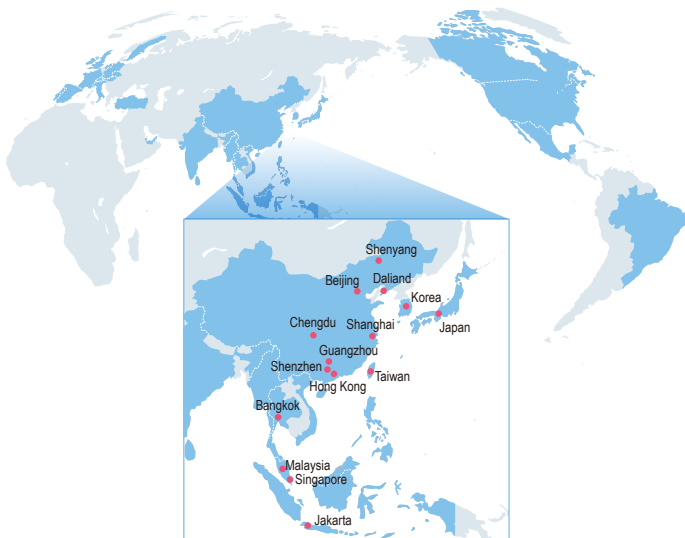 Shenyang
Beijing
Daliand
Korea
Japan
Chengdu
Shanghai
Guangzhou
Shenzhen
Hong Kong
Taiwan
Bangkok
Malaysia
Singapore
Jakarta